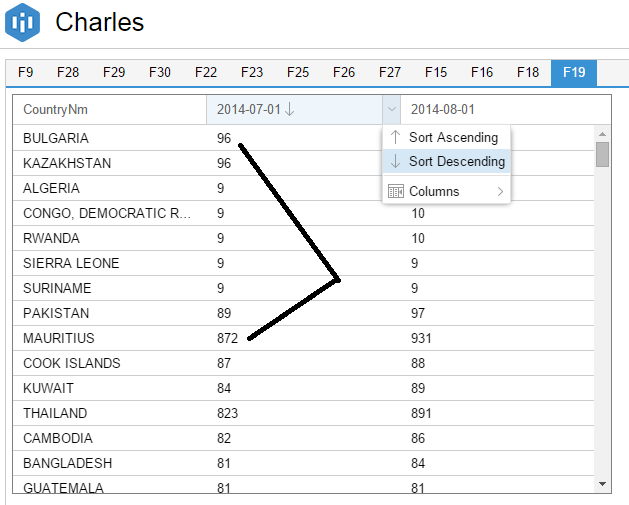 Charles
F9 F28 F29 F30 F22 F23 F25 F26 F27 F15 F16 F18 F19
CountryNm 2014-07-01 2014-08-01
BULGARIA 96
Sort Ascending
KAZAKHSTAN 96
Sort Descending
ALGERIA 9
Columns
CONGO, DEMOCRATIC R... 9 10
RWANDA 9 10
SIERRA LEONE 9 9
SURINAME 9 9
PAKISTAN 89 97
MAURITIUS 872 931
COOK ISLANDS 87 88
KUWAIT 84 89
THAILAND 823 891
CAMBODIA 82 86
BANGLADESH 81 84
GUATEMALA 81 81